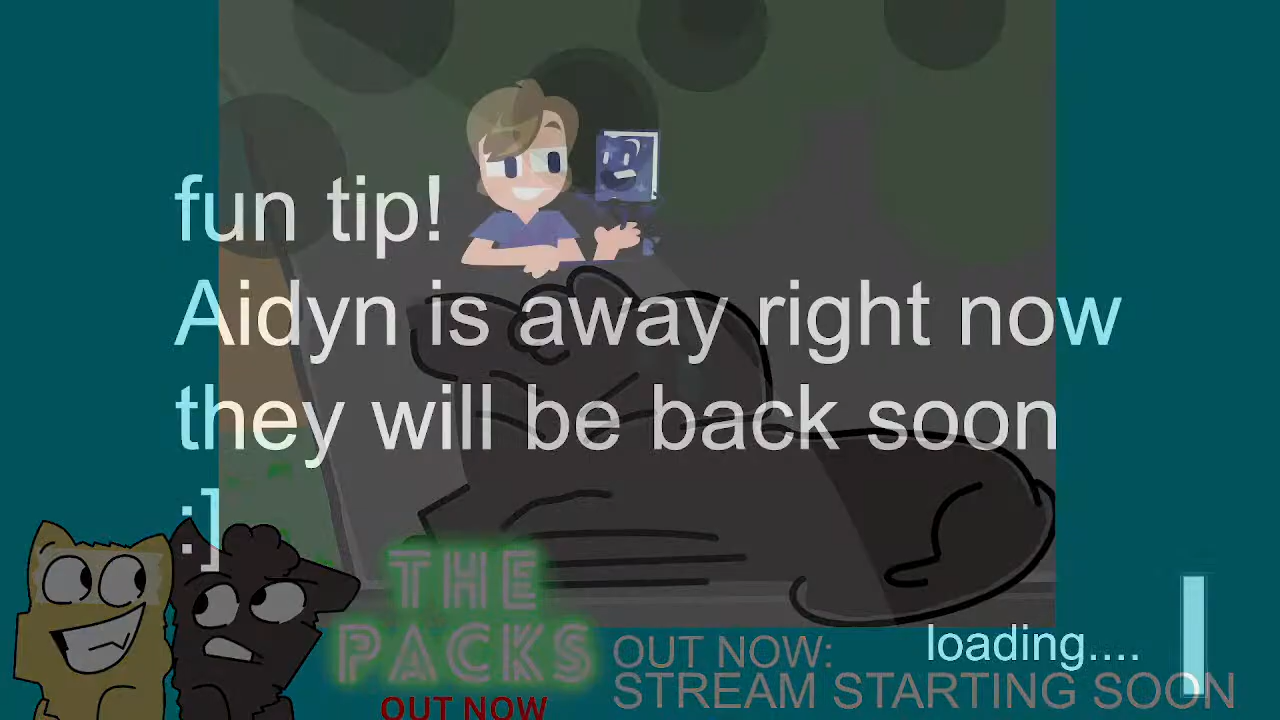 fun tip!
Aidyn is away right now
they will be back soon
:]
THE
PACKS
OUT NOW
OUT NOW:
STREAM STARTING SOON
loading....